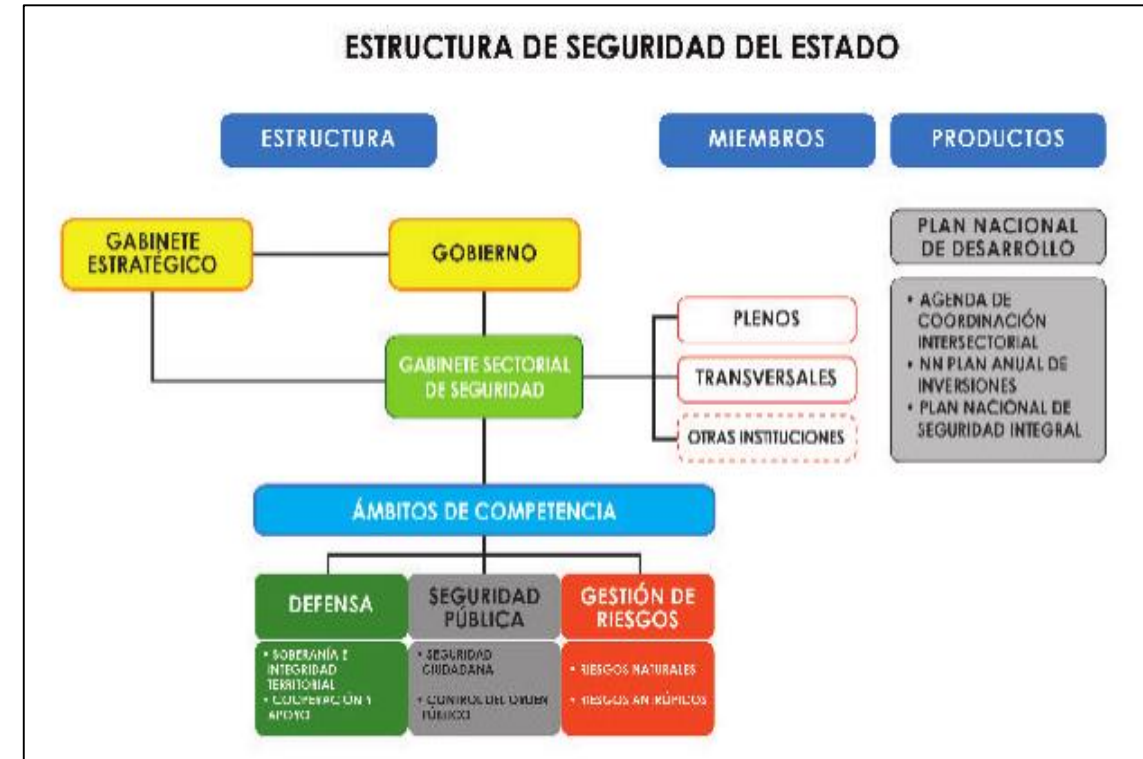 ESTRUCTURA DE SEGURIDAD DEL ESTADO
ESTRUCTURA
MIEMBROS
PRODUCTOS
GABINETE
ESTRATÉGICO
GOBIERNO
PLAN NACIONAL
DE DESARROLLO
GABINETE SECTORIAL
DE SEGURIDAD
PLENOS
TRANSVERSALES
OTRAS INSTITUCIONES
• AGENDA DE
COORDINACIÓN
INTERSECTORIAL
• NN PLAN ANUAL DE
INVERSIONES
• PLAN NACIONAL DE
SEGURIDAD INTEGRAL
ÁMBITOS DE COMPETENCIA
DEFENSA
• SOBERANÍA E
INTEGRIDAD
TERRITORIAL
• COOPERACIÓN Y
APOYO
SEGURIDAD
PÚBLICA
• SEGURIDAD
CIUDADANA
• CONTROL DEL ORDEN
PÚBLICO
GESTIÓN DE
RIESGOS
• RIESGOS NATURALES
• RIESGOS ANTRÓPICOS